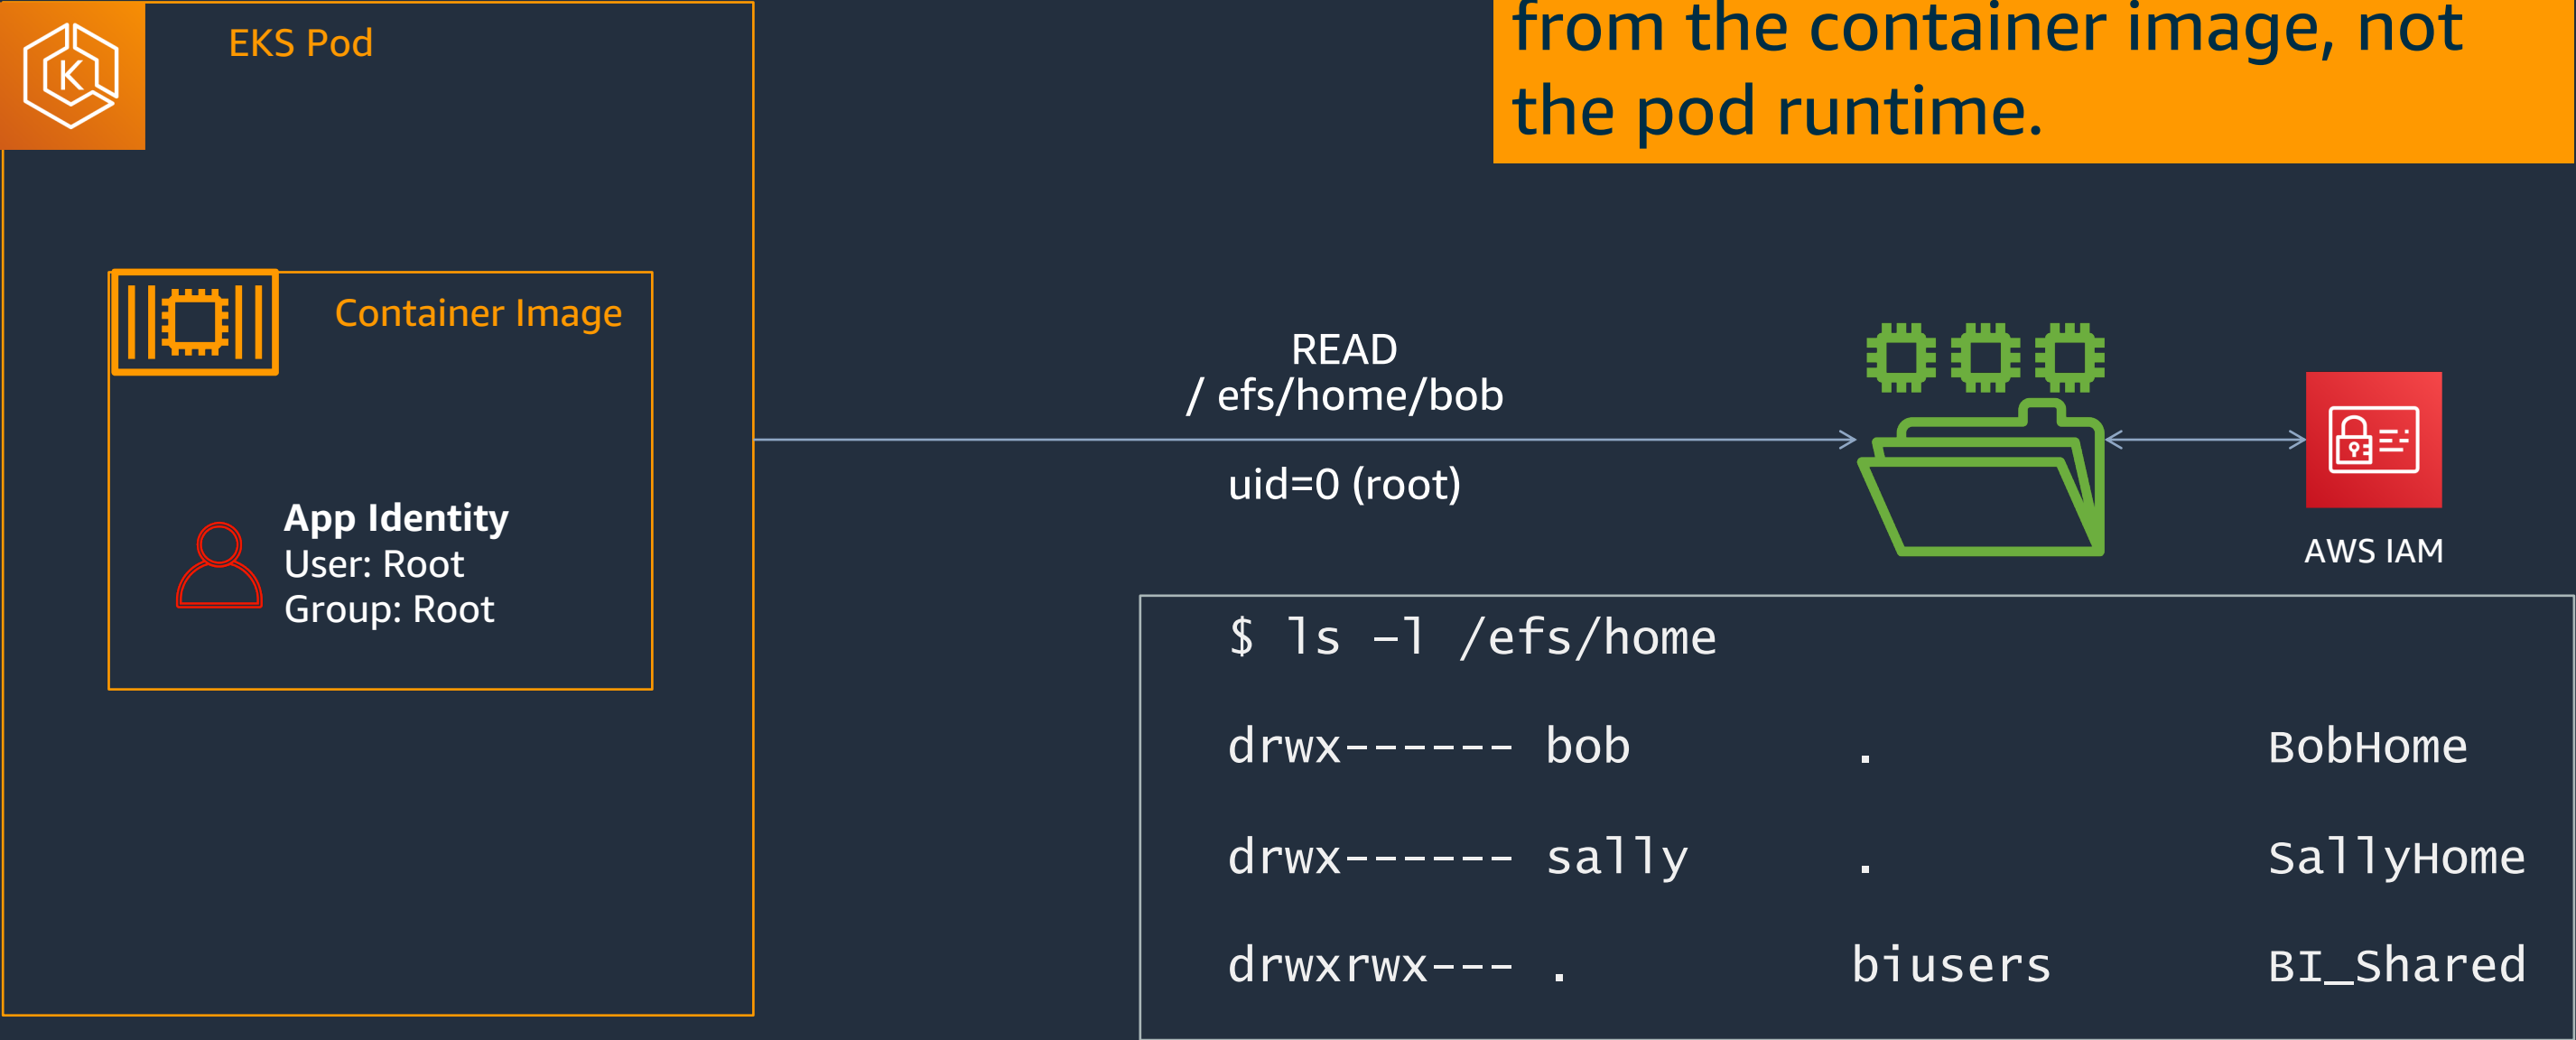 EKS Pod
from the container image, not
the pod runtime.
K
Container Image
READ
/ efs/home/bob
uid=0 (root)
App Identity
User: Root
Group: Root
AWS IAM
$ ls –l /efs/home
drwx------ bob . BobHome
drwx------ sally . SallyHome
drwxrwx--- . biusers BI_Shared